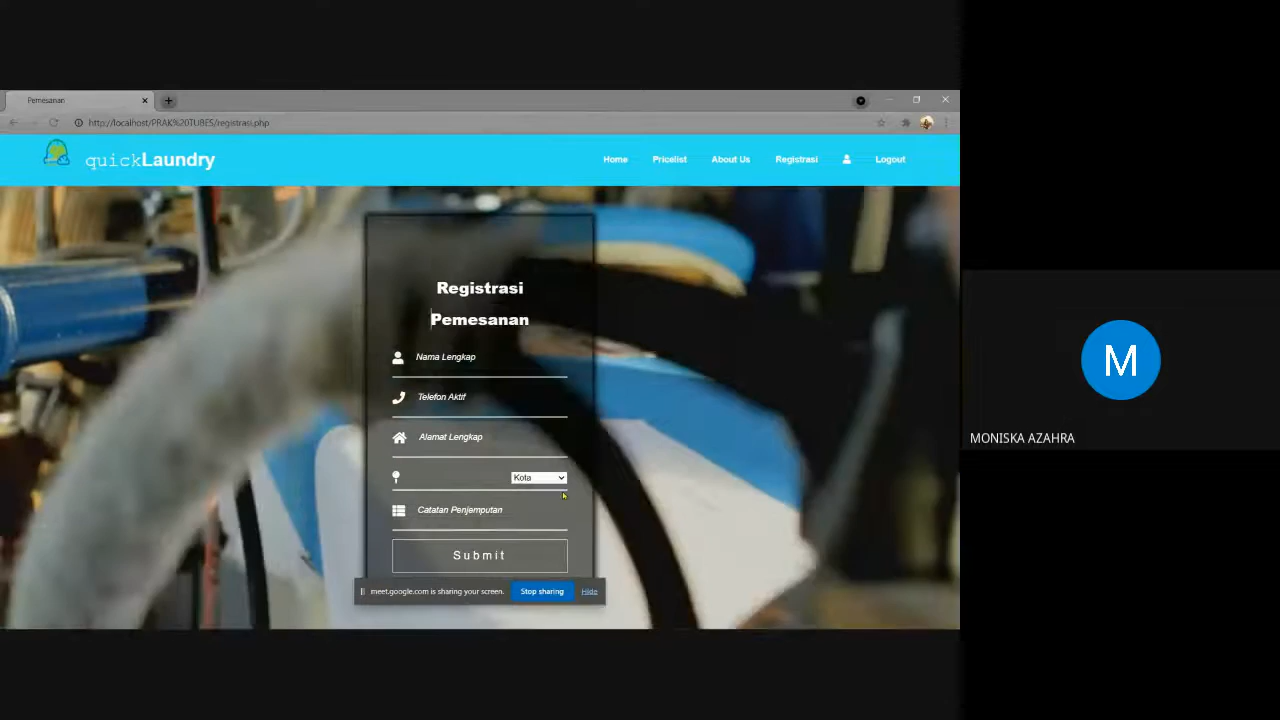 Pemesanan
http://localhost/PRAK%20TUBES/registrasi.php
quickLaundry
Home
Pricelist
About Us
Registrasi
Logout
Registrasi
Pemesanan
Nama Lengkap
Telefon Aktif
Alamat Lengkap
Kota
Catatan Penjemputan
Submit
meet.google.com is sharing your screen.
Stop sharing
Hide
M
MONISKA AZAHRA